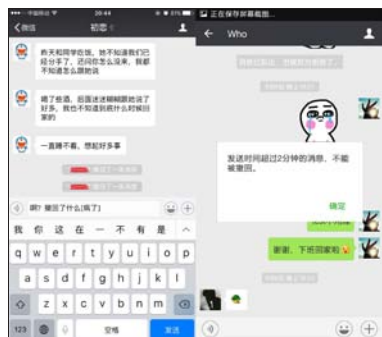 中国移动
20:44
微信
初恋
昨天和同学吃饭，她不知道我们已
经分手了，还问你怎么没来，我都
不知道怎么跟她说
喝了些酒，后面迷迷糊糊跟她说了
好多，我也不知道到底什么时候回
家的
一直睡不着，想起好多事
撤回了一条消息
撤回了一条消息
啊？撤回了什么[疯了]
我 你 这 在 一 不 有 是
q w e r t y u i o p
a s d f g h j k l
z x c v b n m
123
空格
发送
正在保存屏幕截图...
Who
发送时间超过2分钟的消息，不能
被撤回。
确定
谢谢，下班回家啦